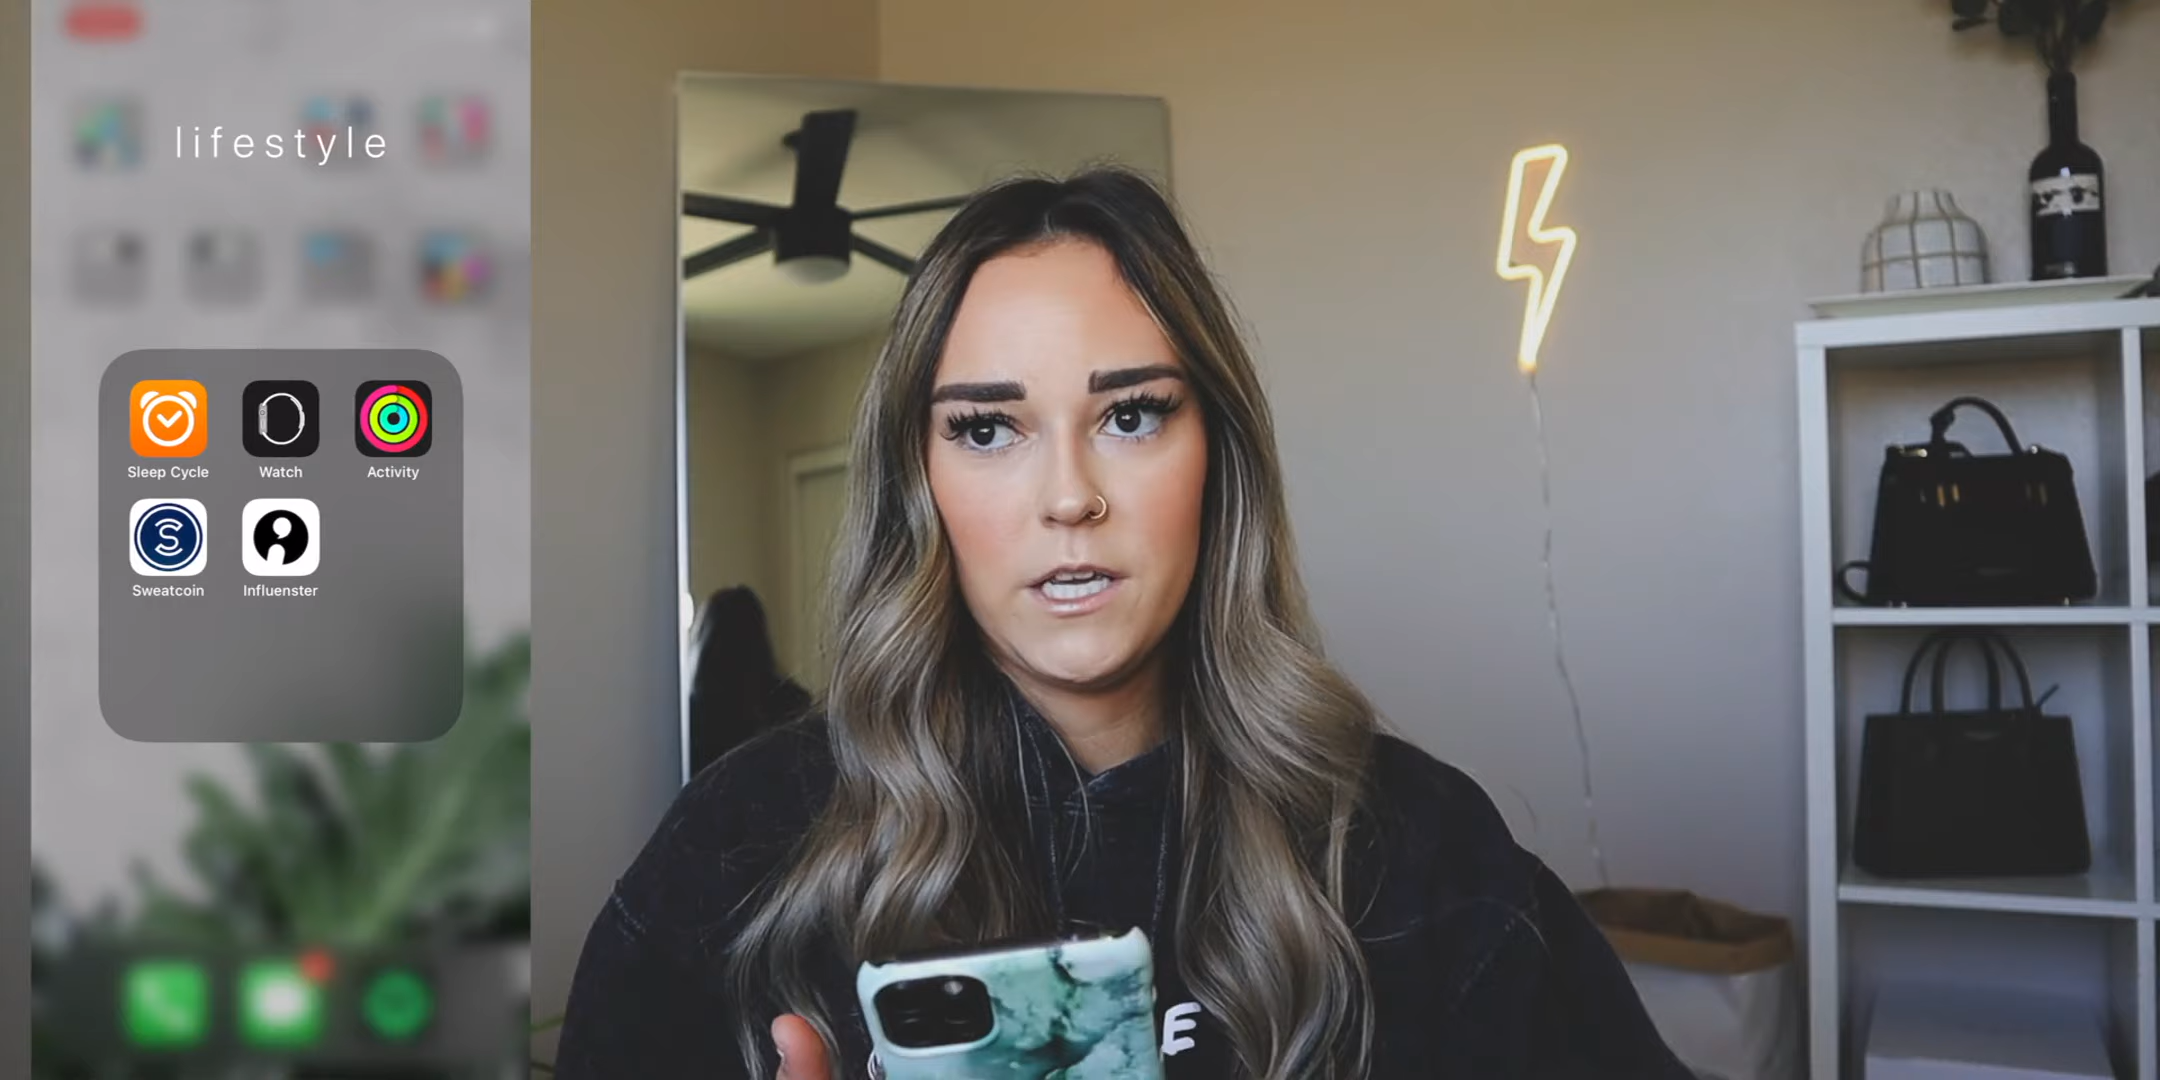 lifestyle
Sleep Cycle
Watch
Activity
Sweatcoin
Influenster
E